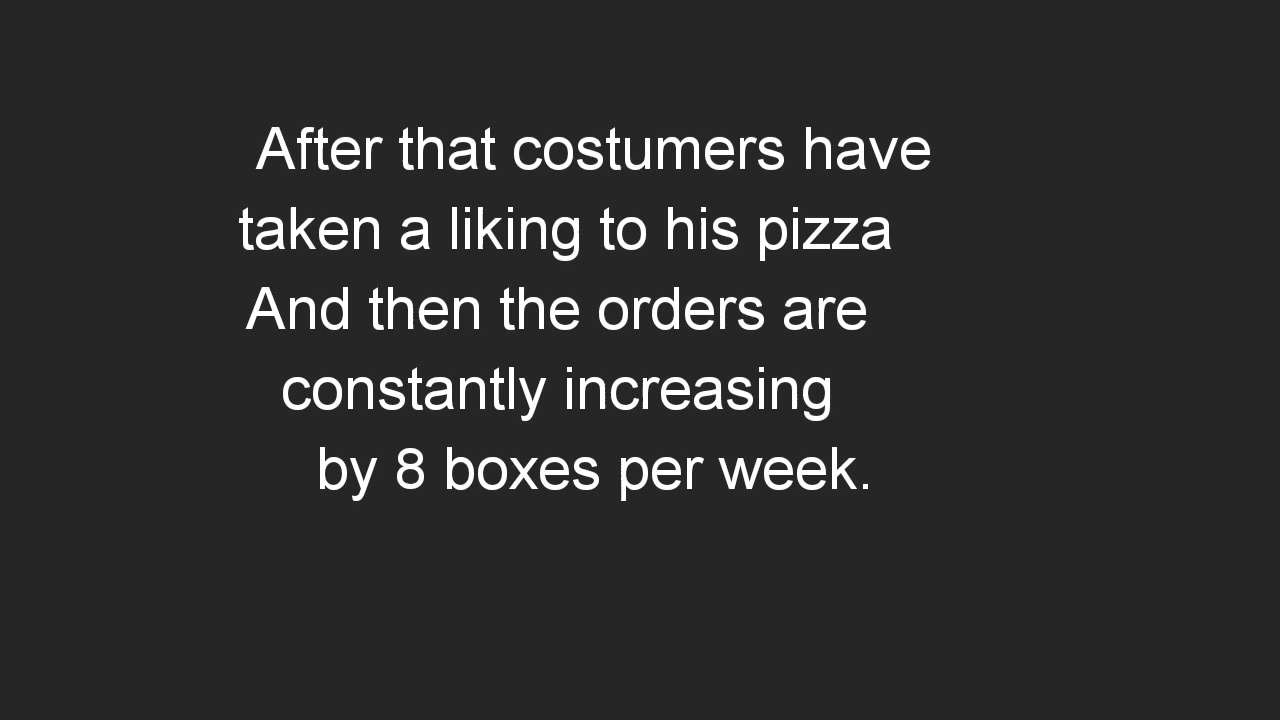 After that costumers have
taken a liking to his pizza
And then the orders are
constantly increasing
by 8 boxes per week.